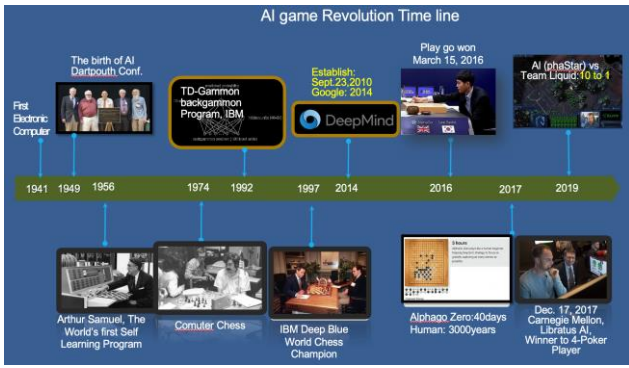 AI game Revolution Time line
The birth of AI
Dartpouth Conf.
First
Electronic
Computer
TD-Gammon
backgammon
Program, IBM
Establish:
Sept.23,2010
Google: 2014
DeepMind
Play go won
March 15, 2016
AI (phaStar) vs
Team Liquid:10 to 1
1941
1949
1956
1974
1992
1997
2014
2016
2017
2019
Arthur Samuel, The
World's first Self
Learning Program
Comuter Chess
IBM Deep Blue
World Chess
Champion
Alphago Zero:40days
Human: 3000years
Dec. 17, 2017
Carnegie Mellon,
Libratus AI,
Winner to 4-Poker
Player